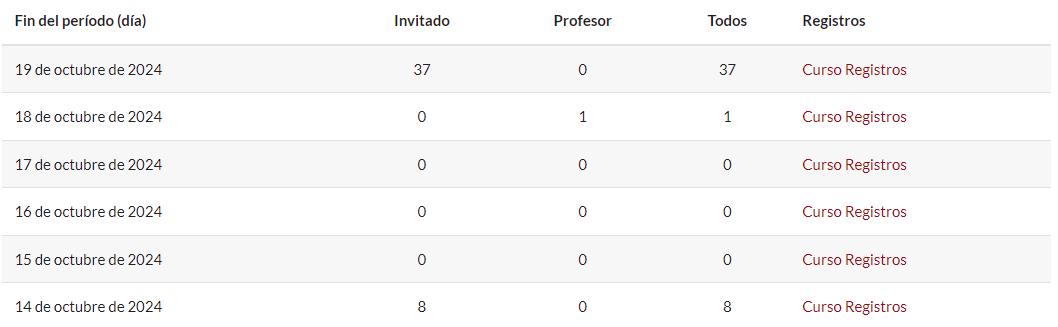 Fin del período (día) Invitado Profesor Todos Registros
19 de octubre de 2024 37 0 37 Curso Registros
18 de octubre de 2024 0 1 1 Curso Registros
17 de octubre de 2024 0 0 0 Curso Registros
16 de octubre de 2024 0 0 0 Curso Registros
15 de octubre de 2024 0 0 0 Curso Registros
14 de octubre de 2024 8 0 8 Curso Registros